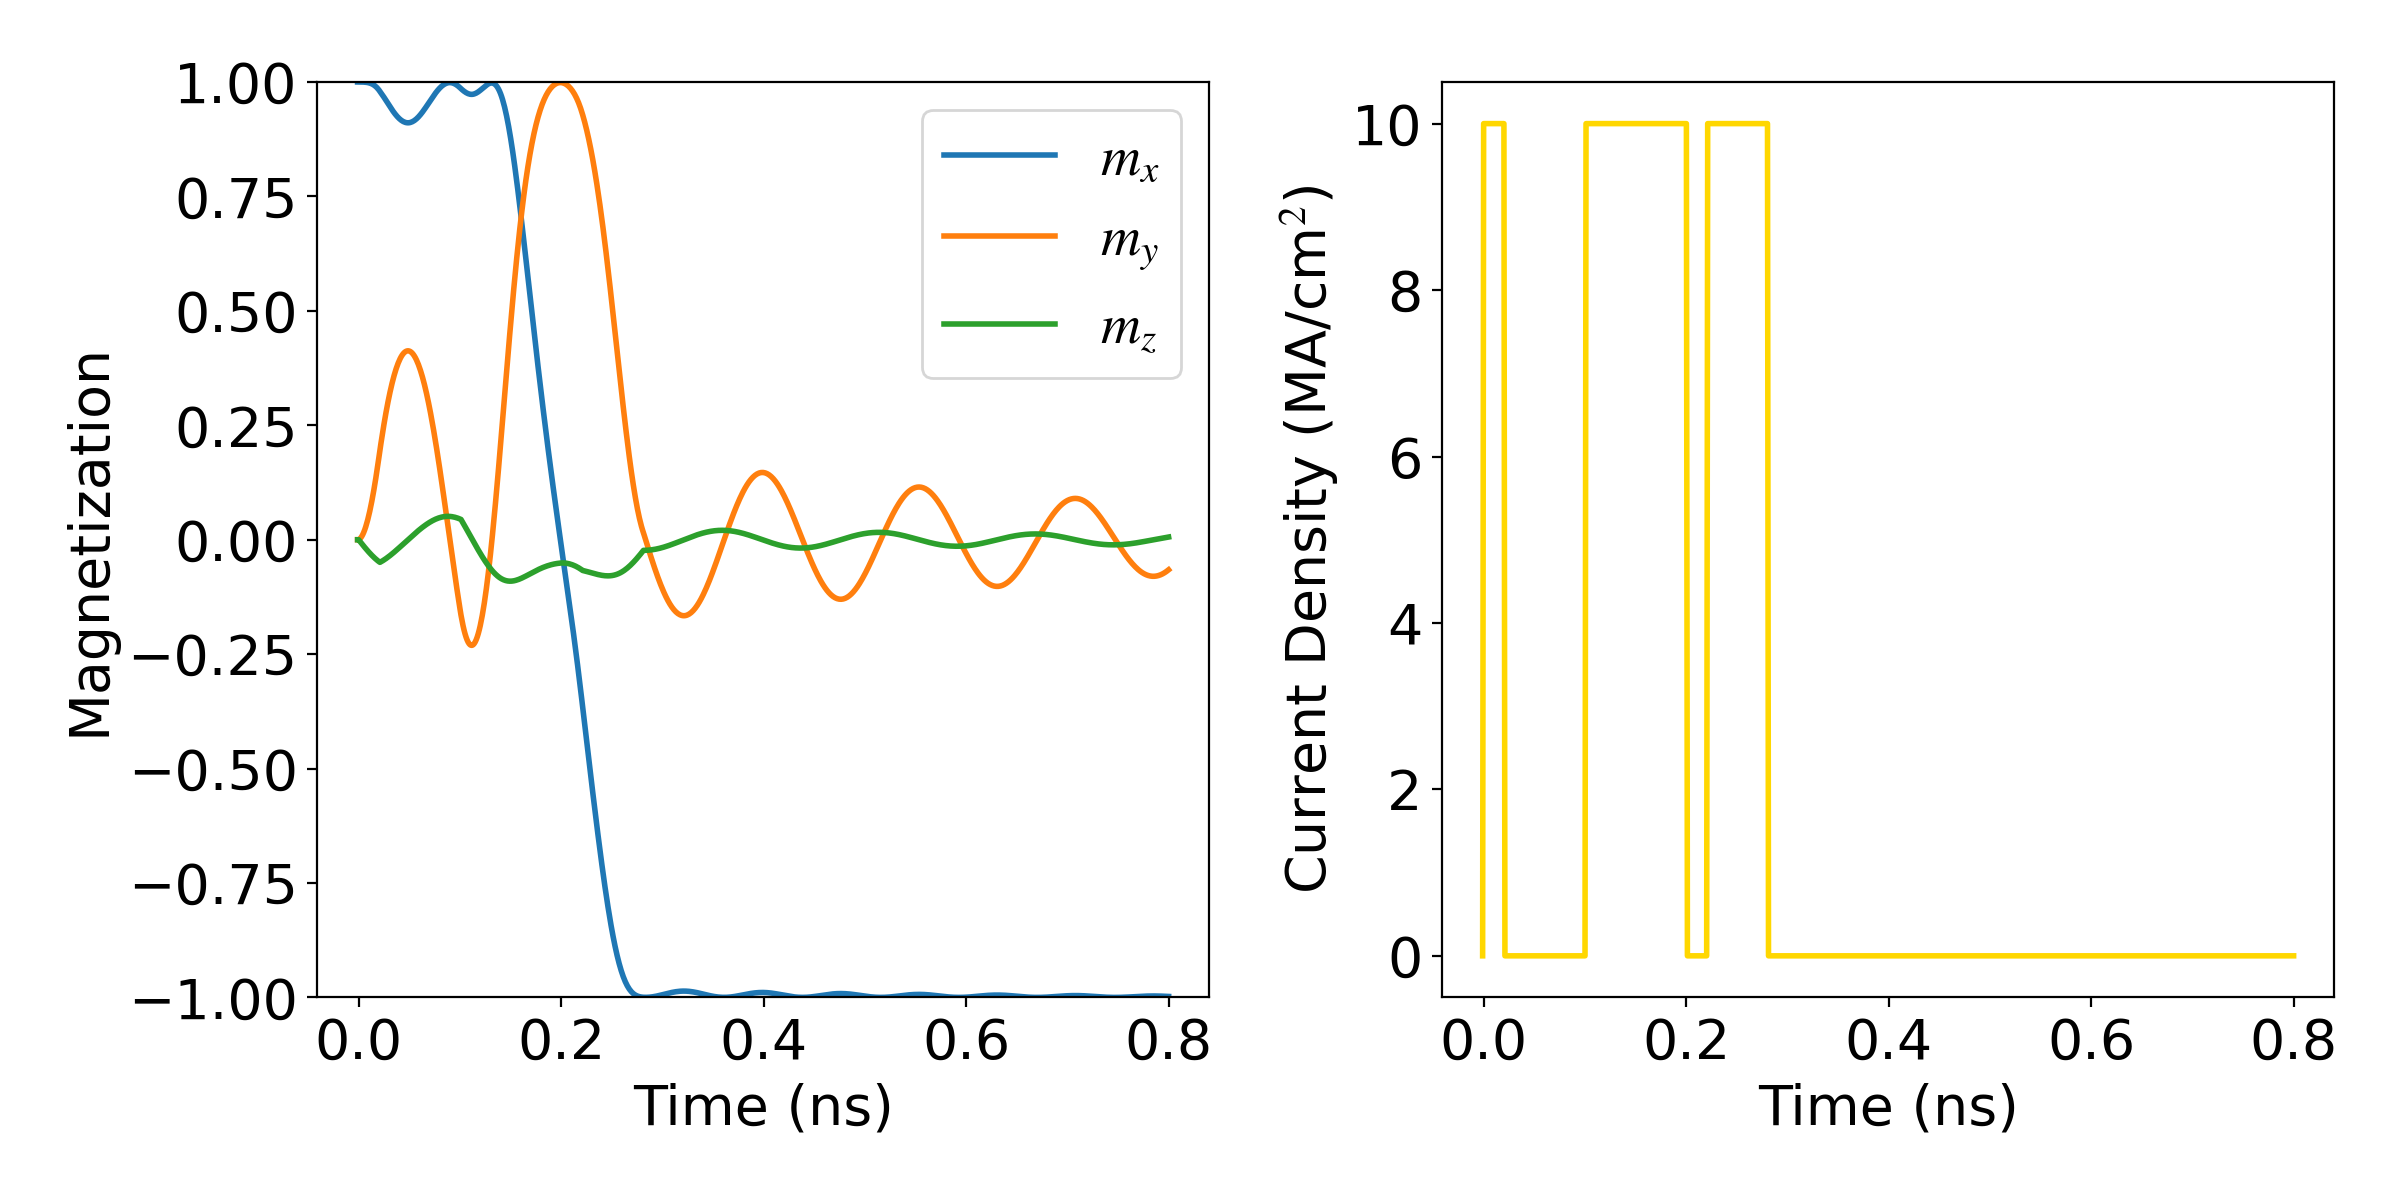 Magnetization
1.00
0.75
0.50
0.25
0.00
−0.25
−0.50
−0.75
−1.00
0.0 0.2 0.4 0.6 0.8
Time (ns)
m_x
m_y
m_z
Current Density (MA/cm²)
10
8
6
4
2
0
0.0 0.2 0.4 0.6 0.8
Time (ns)